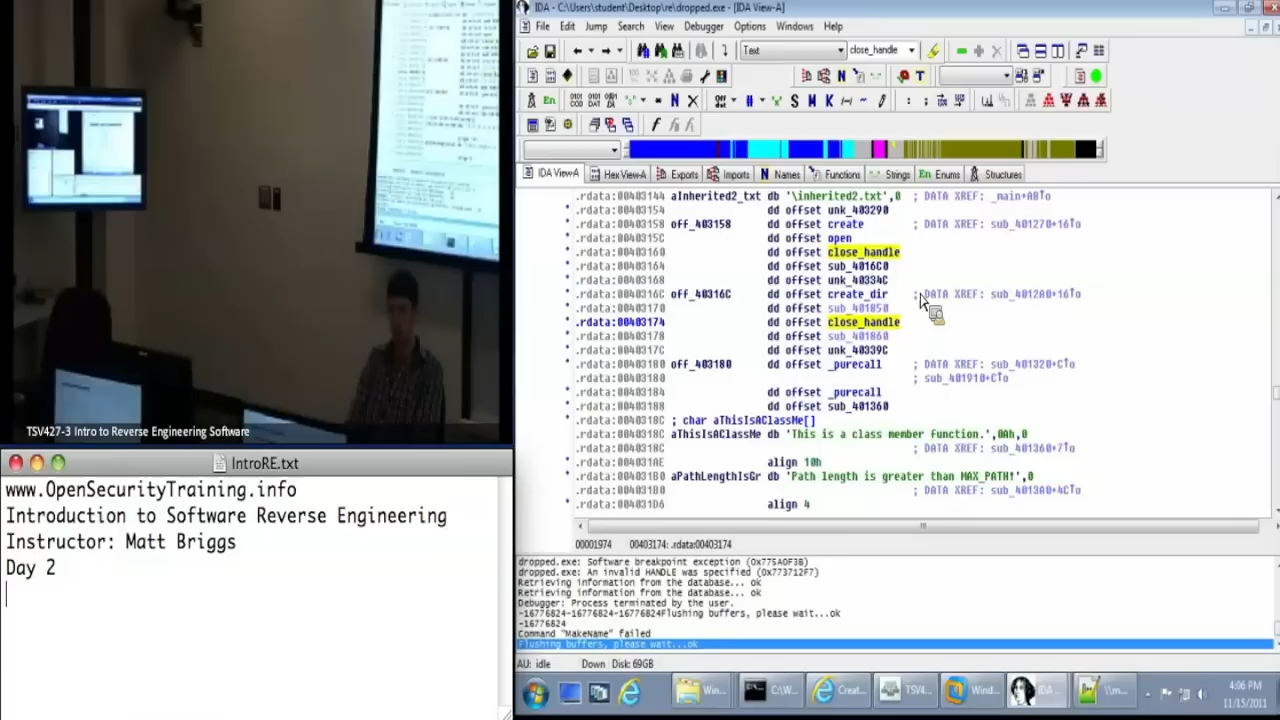 TSV427-3 Intro to Reverse Engineering Software
IntroRE.txt
www.OpenSecurityTraining.info
Introduction to Software Reverse Engineering
Instructor: Matt Briggs
Day 2
IDA - C:\Users\student\Desktop\re\dropped.exe - [IDA View-A]
File Edit Jump Search View Debugger Options Windows Help
Text close_handle
IDA View-A Hex View-A Exports Imports N Names Functions Strings En Enums Structures
.rdata:00403144 aInherited2_txt db '\inherited2.txt',0 ; DATA XREF: _main+AB↑o
.rdata:00403154 dd offset unk_403290
.rdata:00403158 off_403158 dd offset create ; DATA XREF: sub_401270+16↑o
.rdata:0040315C dd offset open
.rdata:00403160 dd offset close_handle
.rdata:00403164 dd offset sub_4016C0
.rdata:00403168 dd offset unk_40334C
.rdata:0040316C off_40316C dd offset create_dir ; DATA XREF: sub_4012A0+16↑o
.rdata:00403170 dd offset sub_401850
.rdata:00403174 dd offset close_handle
.rdata:00403178 dd offset sub_401860
.rdata:0040317C dd offset unk_40339C
.rdata:00403180 off_403180 dd offset _purecall ; DATA XREF: sub_401320+C↑o
.rdata:00403180 ; sub_401910+C↑o
.rdata:00403184 dd offset _purecall
.rdata:00403188 dd offset sub_401360
.rdata:0040318C ; char aThisIsAClassMe[]
.rdata:0040318C aThisIsAClassMe db 'This is a class member function.',0Ah,0
.rdata:0040318C ; DATA XREF: sub_401360+7↑o
.rdata:004031AE align 10h
.rdata:004031B0 aPathLengthIsGr db 'Path length is greater than MAX_PATH!',0
.rdata:004031B0 ; DATA XREF: sub_4013A0+4C↑o
.rdata:004031D6 align 4
00001974 00403174: .rdata:00403174
dropped.exe: Software breakpoint exception (0x775A0F3B)
dropped.exe: An invalid HANDLE was specified (0x773712F7)
Retrieving information from the database... ok
Retrieving information from the database... ok
Debugger: Process terminated by the user.
-16776824-16776824-16776824Flushing buffers, please wait...ok
-16776824
Command "MakeName" failed
Flushing buffers, please wait...ok
AU: idle Down Disk: 69GB
Win... C:\W... Creat... TSV4... Wind... IDA ... \\m...
4:06 PM
11/15/2011